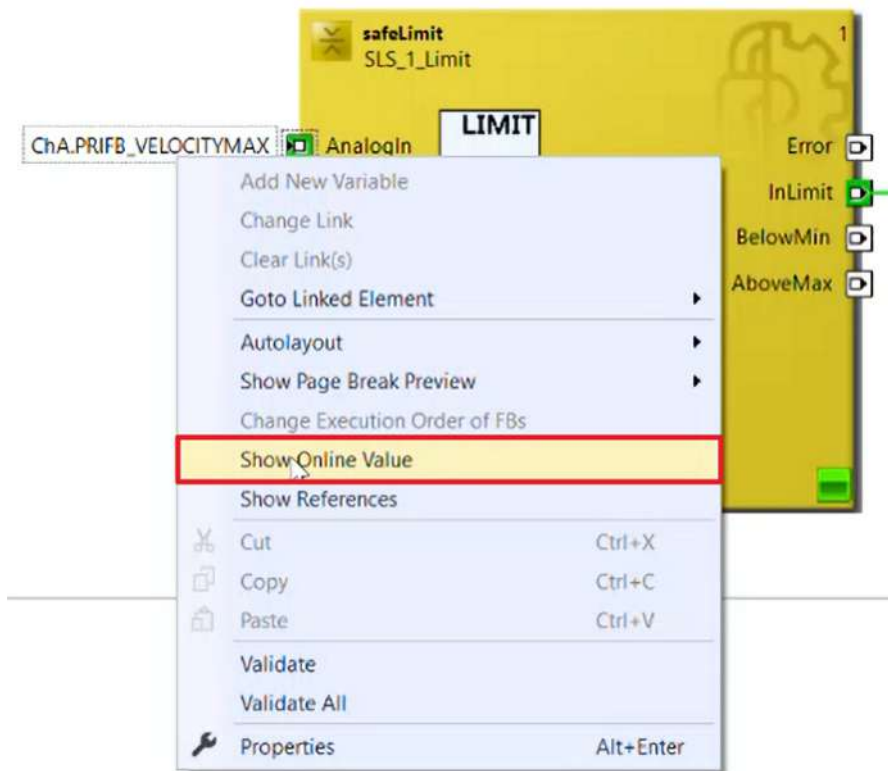 safeLimit
1
SLS_1_Limit
LIMIT
ChA.PRIFB_VELOCITYMAX
AnalogIn
Error
InLimit
BelowMin
AboveMax
Add New Variable
Change Link
Clear Link(s)
Goto Linked Element
Autolayout
Show Page Break Preview
Change Execution Order of FBs
Show Online Value
Show References
Cut Ctrl+X
Copy Ctrl+C
Paste Ctrl+V
Validate
Validate All
Properties Alt+Enter